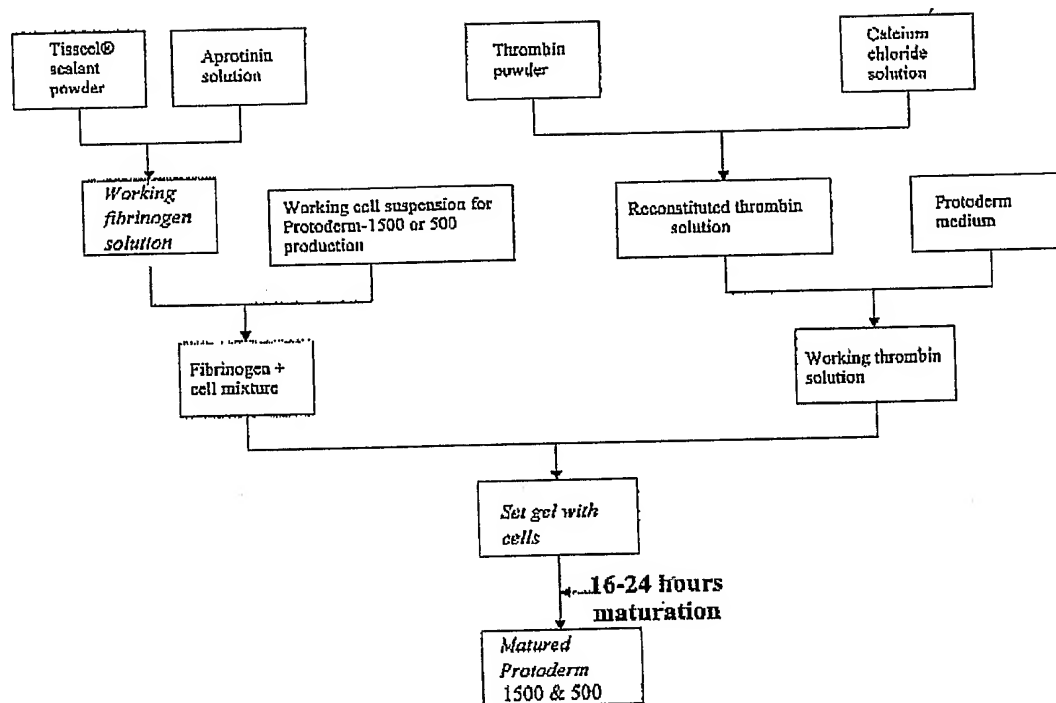 Tisseel®
sealant
powder
Aprotinin
solution
Thrombin
powder
Calcium
chloride
solution
Working
fibrinogen
solution
Working cell suspension for
Protoderm-1500 or 500
production
Reconstituted thrombin
solution
Protoderm
medium
Fibrinogen +
cell mixture
Working thrombin
solution
Set gel with
cells
16-24 hours
maturation
Matured
Protoderm
1500 & 500